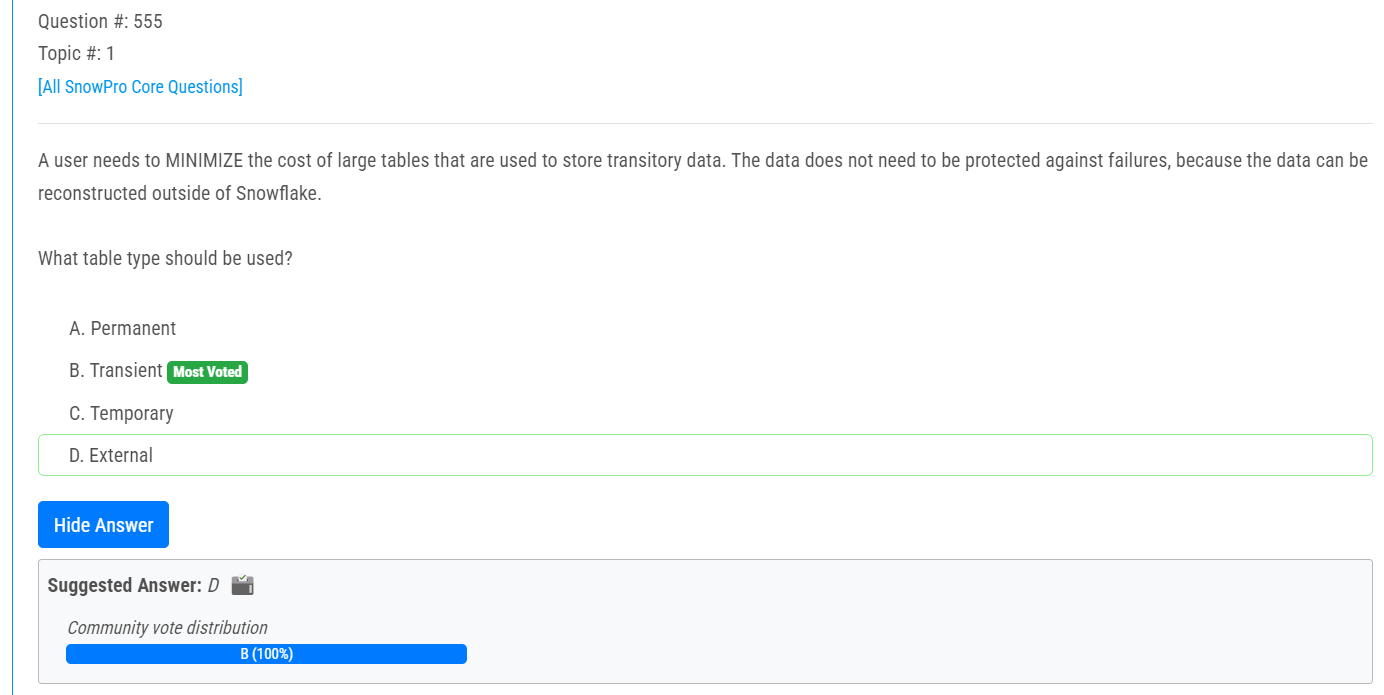 Question #: 555
Topic #: 1
[All SnowPro Core Questions]
A user needs to MINIMIZE the cost of large tables that are used to store transitory data. The data does not need to be protected against failures, because the data can be
reconstructed outside of Snowflake.
What table type should be used?
A. Permanent
B. Transient Most Voted
C. Temporary
D. External
Hide Answer
Suggested Answer: D
Community vote distribution
B (100%)